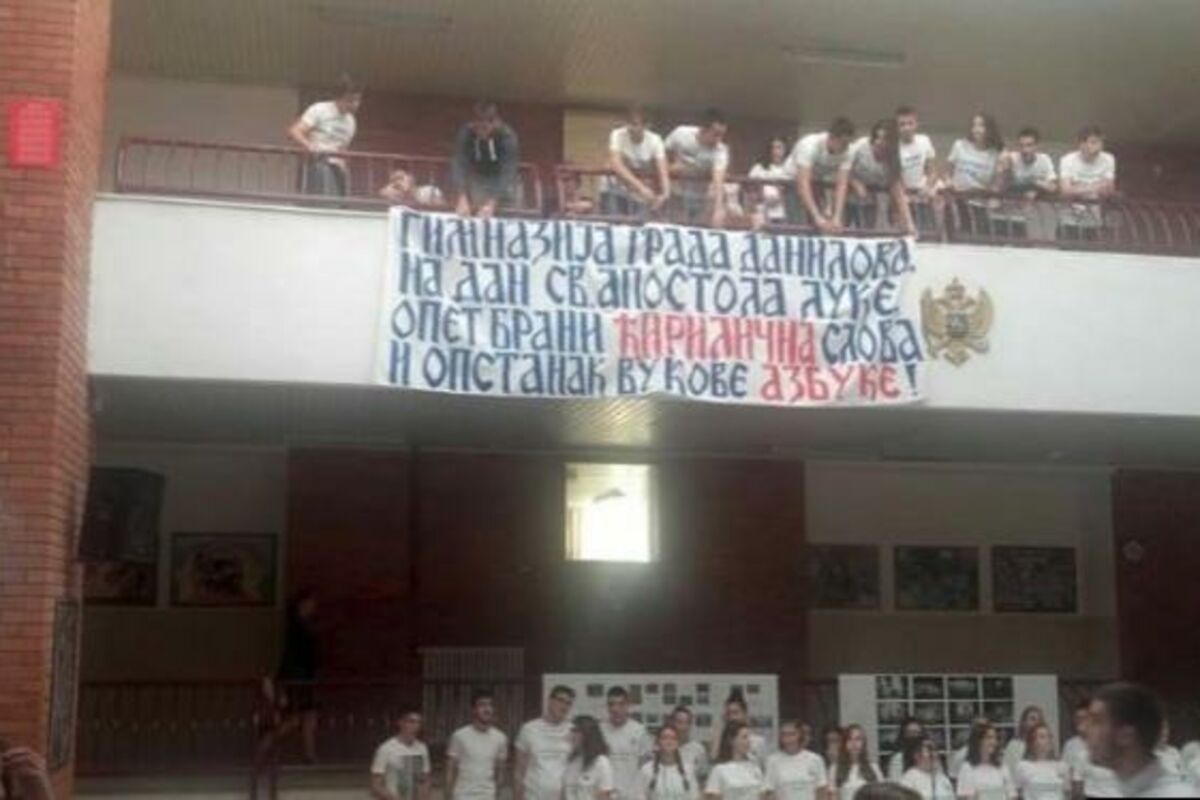 ГИМНАЗИЈА ГРАДА ДАНИЛОВА.
НА ДАН СВ. АПОСТОЛА ЛУКЕ
ОПЕТ БРАНИ ЋИРИЛИЧНА СЛОВА
И ОПСТАНАК ВУКОВЕ АЗБУКЕ!